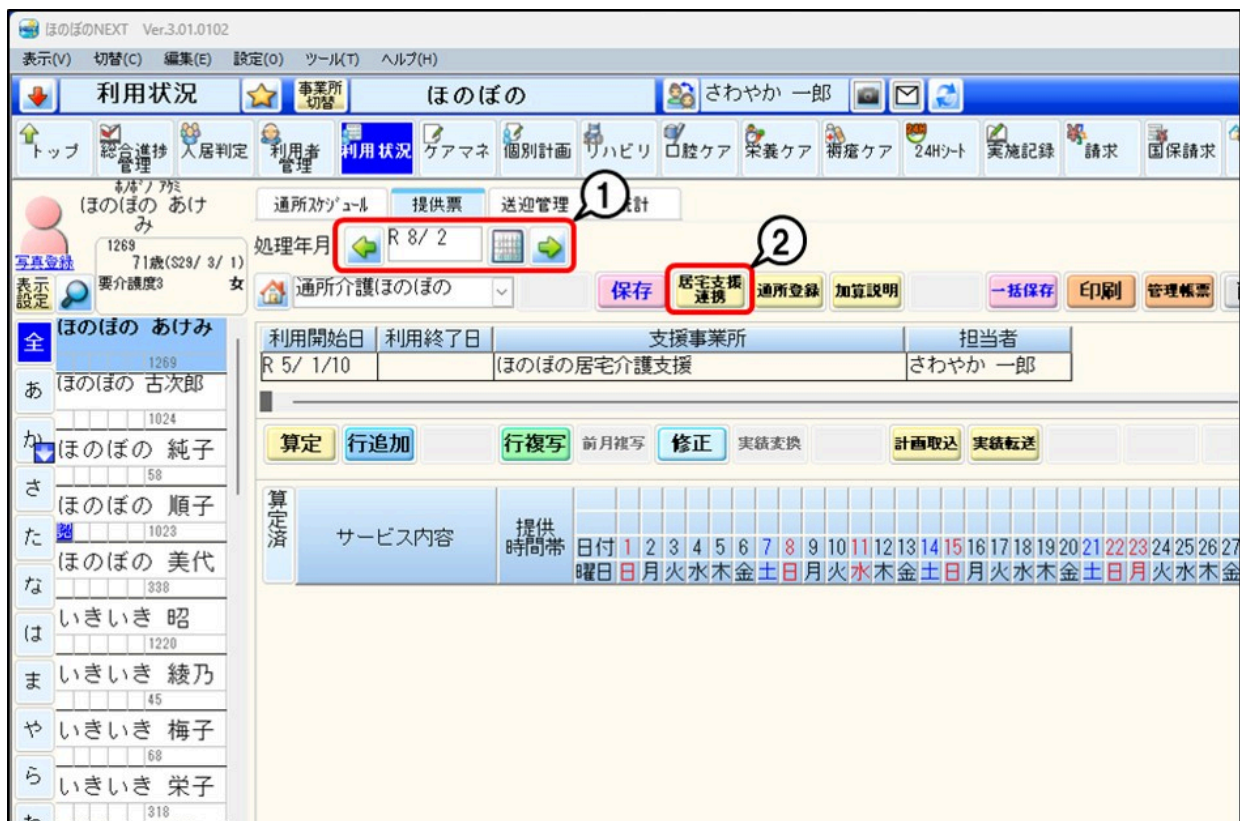 ほのぼのNEXT Ver.3.01.0102
表示(V) 切替(C) 編集(E) 設定(O) ツール(T) ヘルプ(H)
利用状況 事業所切替 ほのぼの さわやか 一郎
トップ 総合進捗管理 入居判定 利用者管理 利用状況 ケアマネ 個別計画 リハビリ 口腔ケア 栄養ケア 褥瘡ケア 24Hシート 実施記録 請求 国保請求
ﾎﾉﾎﾞﾉ ｱｹﾐ
ほのぼの あけみ
1269
71歳(S29/ 3/ 1)
要介護度3 女
写真登録
表示設定
通所ｽｹｼﾞｭｰﾙ 提供票 送迎管理 計
①
処理年月 R 8/ 2
②
通所介護(ほのぼの 保存 居宅支援連携 通所登録 加算説明 一括保存 印刷 管理帳票
利用開始日 利用終了日 支援事業所 担当者
R 5/ 1/10 ほのぼの居宅介護支援 さわやか 一郎
算定 行追加 行複写 前月複写 修正 実績変換 計画取込 実績転送
算定済 サービス内容 提供時間帯
日付 1 2 3 4 5 6 7 8 9 10 11 12 13 14 15 16 17 18 19 20 21 22 23 24 25 26 27
曜日 日 月 火 水 木 金 土 日 月 火 水 木 金 土 日 月 火 水 木 金 土 日 月 火 水 木 金
全 あ か さ た な は ま や ら わ
ほのぼの あけみ
1269
ほのぼの 古次郎
1024
ほのぼの 純子
58
ほのぼの 順子
1023
ほのぼの 美代
338
いきいき 昭
1220
いきいき 綾乃
45
いきいき 梅子
68
いきいき 栄子
318